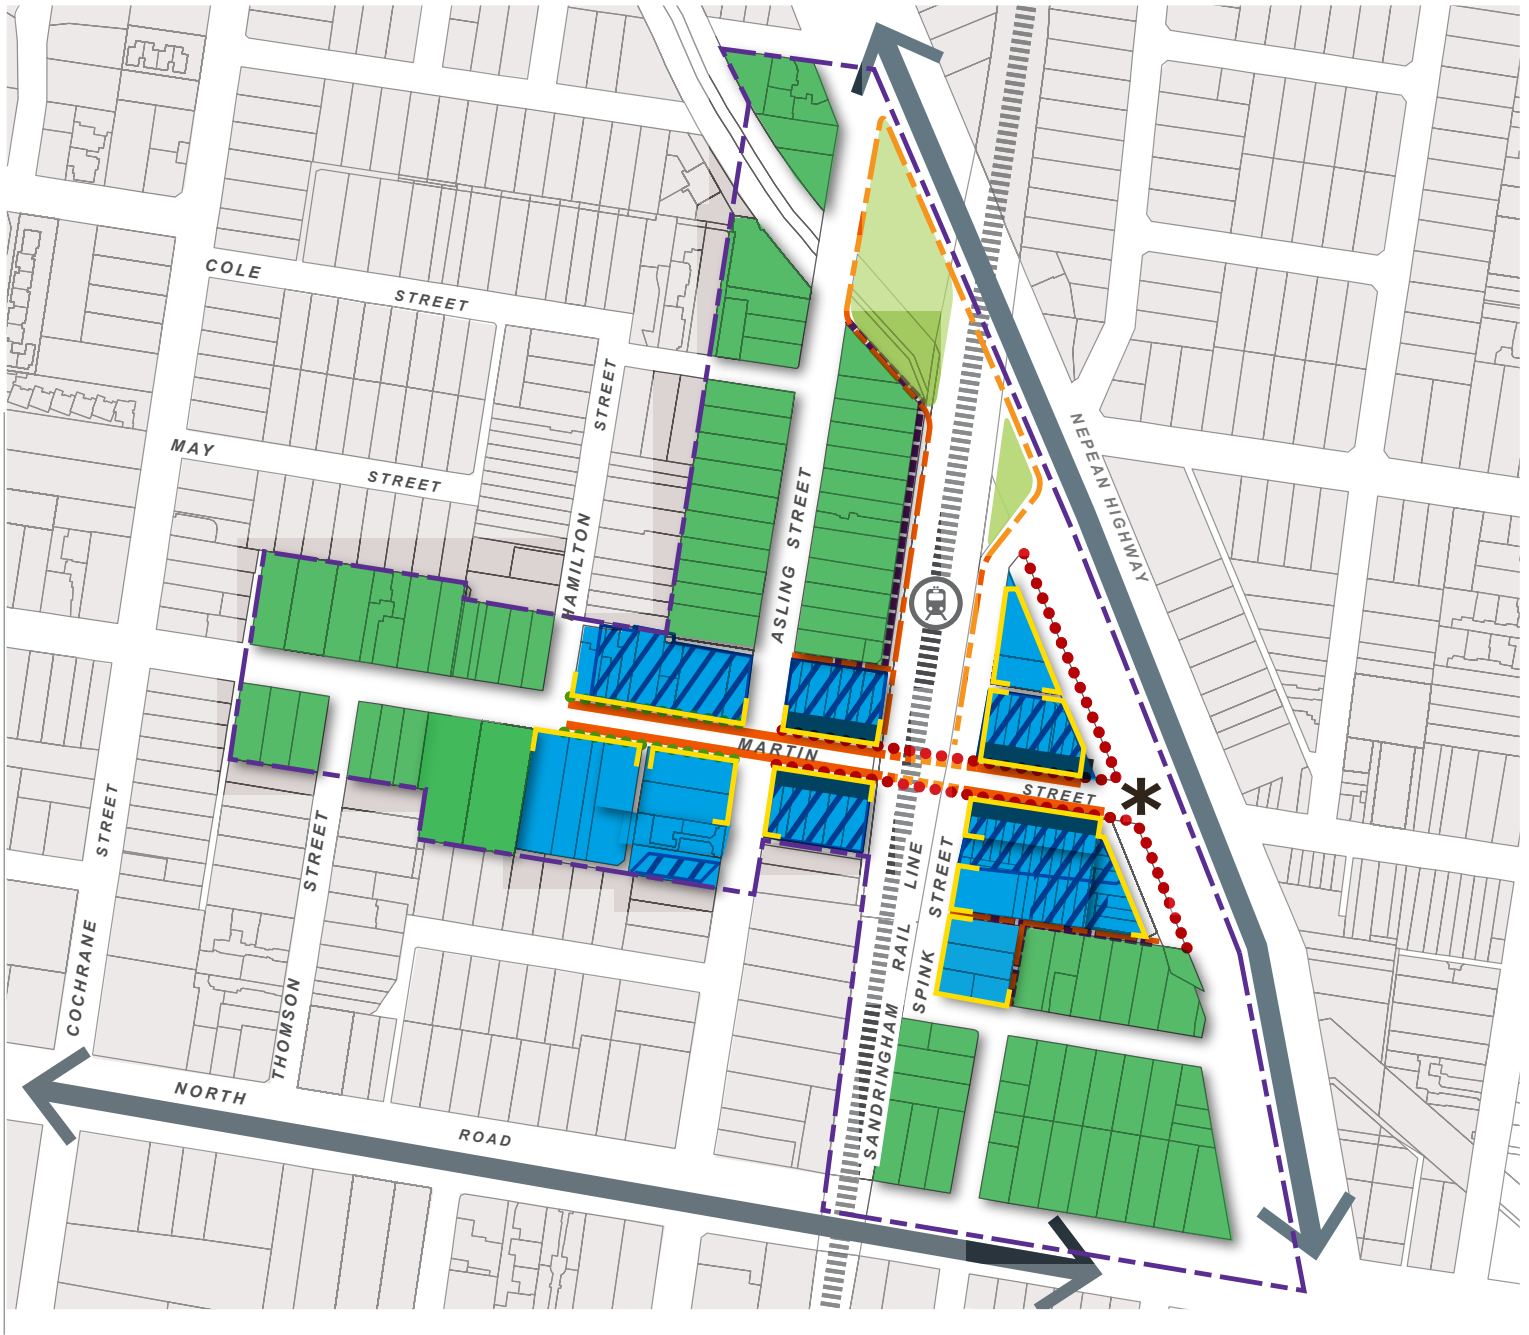 COLE
STREET
MAY
STREET
STREET
HAMILTON
ASLING STREET
NEPEAN HIGHWAY
MARTIN
STREET
STREET
COCHRANE
STREET
THOMSON
SANDRINGHAM RAIL LINE
SPINK STREET
NORTH
ROAD